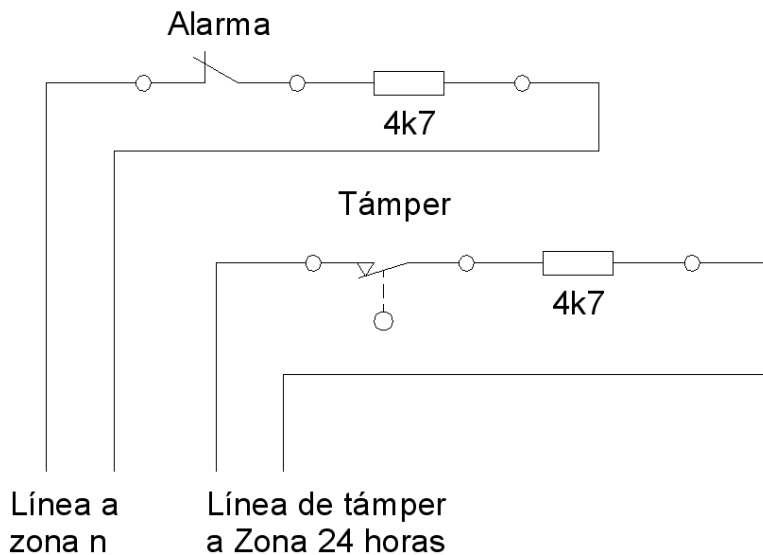 Alarma
4k7
Támper
4k7
Línea a
zona n
Línea de támper
a Zona 24 horas